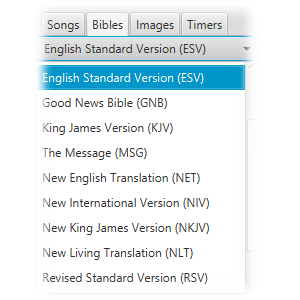 Songs Bibles Images Timers
English Standard Version (ESV)
English Standard Version (ESV)
Good News Bible (GNB)
King James Version (KJV)
The Message (MSG)
New English Translation (NET)
New International Version (NIV)
New King James Version (NKJV)
New Living Translation (NLT)
Revised Standard Version (RSV)